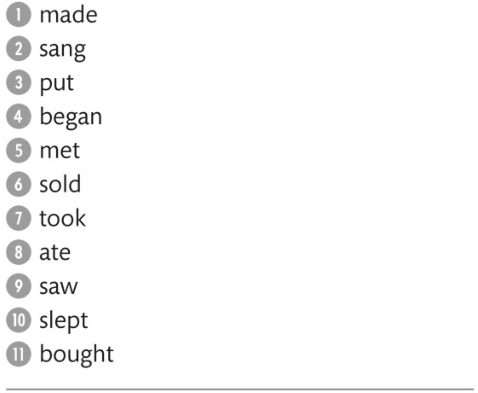 1 made
2 sang
3 put
4 began
5 met
6 sold
7 took
8 ate
9 saw
10 slept
11 bought